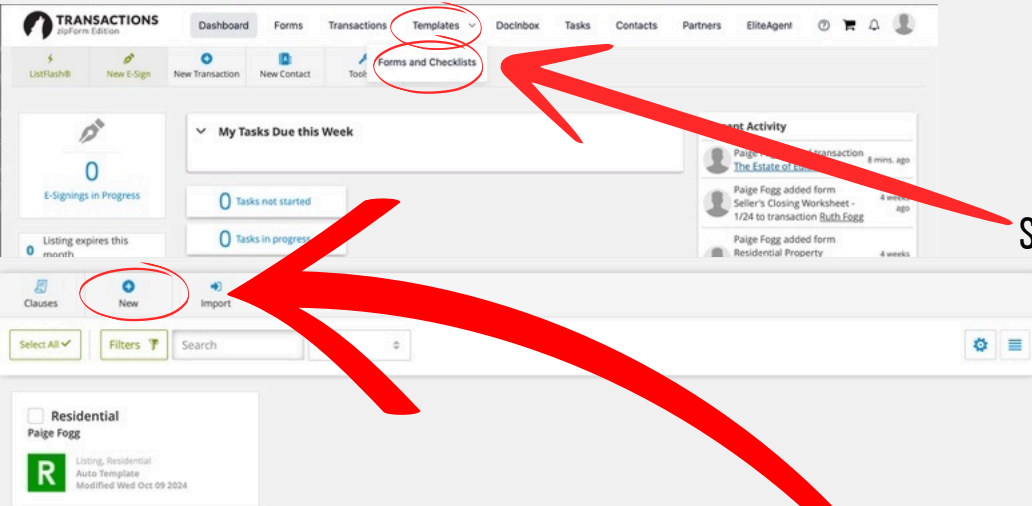 TRANSACTIONS
zipForm Edition
Dashboard Forms Transactions Templates DocInbox Tasks Contacts Partners EliteAgent
ListFlash® New E-Sign New Transaction New Contact
Forms and Checklists
0
E-Signings in Progress
My Tasks Due this Week
0 Tasks not started
0 Tasks in progress
0 Listing expires this
month
Activity
Paige transaction
The Estate of
8 mins. ago
Paige Fogg added form
Seller's Closing Worksheet -
1/24 to transaction Ruth Fogg
4 weeks
ago
Paige Fogg added form
Residential Property
4 weeks
S
Clauses New Import
Select All Filters Search
Residential
Paige Fogg
R
Listing, Residential
Auto Template
Modified Wed Oct 09 2024